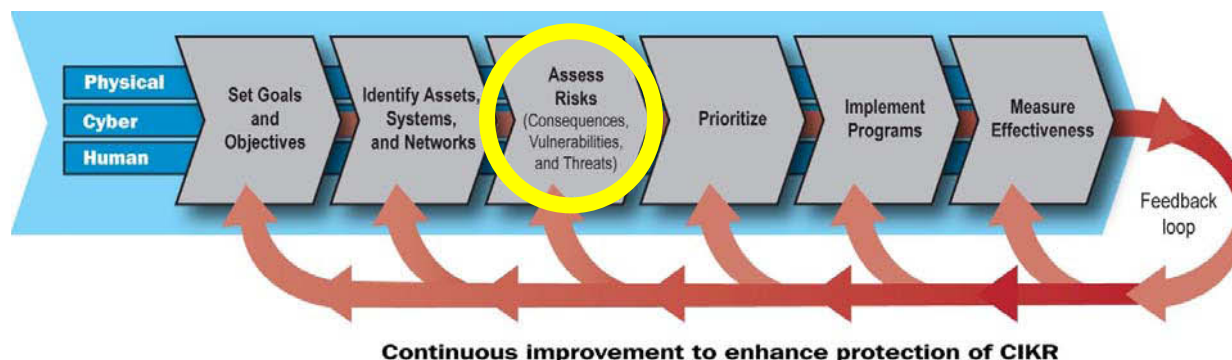 Physical
Cyber
Human
Set Goals
and
Objectives
Identify Assets,
Systems,
and Networks
Assess
Risks
(Consequences,
Vulnerabilities,
and Threats)
Prioritize
Implement
Programs
Measure
Effectiveness
Feedback
loop
Continuous improvement to enhance protection of CIKR